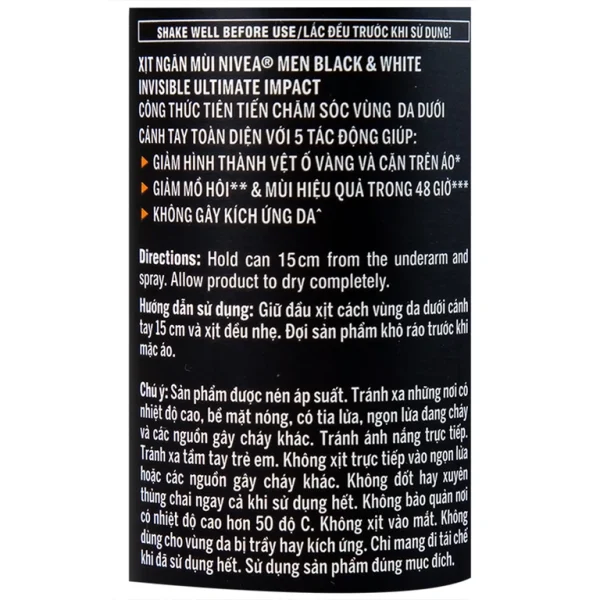 SHAKE WELL BEFORE USE/LẮC ĐỀU TRƯỚC KHI SỬ DỤNG!
XỊT NGĂN MÙI NIVEA® MEN BLACK & WHITE
INVISIBLE ULTIMATE IMPACT
CÔNG THỨC TIÊN TIẾN CHĂM SÓC VÙNG DA DƯỚI
CÁNH TAY TOÀN DIỆN VỚI 5 TÁC ĐỘNG GIÚP:
GIẢM HÌNH THÀNH VỆT Ố VÀNG VÀ CẶN TRÊN ÁO*
GIẢM MỒ HÔI** & MÙI HIỆU QUẢ TRONG 48 GIỜ***
KHÔNG GÂY KÍCH ỨNG DA^
Directions: Hold can 15cm from the underarm and
spray. Allow product to dry completely.
Hướng dẫn sử dụng: Giữ đầu xịt cách vùng da dưới cánh
tay 15 cm và xịt đều nhẹ. Đợi sản phẩm khô ráo trước khi
mặc áo.
Chú ý: Sản phẩm được nén áp suất. Tránh xa những nơi có
nhiệt độ cao, bề mặt nóng, có tia lửa, ngọn lửa đang cháy
và các nguồn gây cháy khác. Tránh ánh nắng trực tiếp.
Tránh xa tầm tay trẻ em. Không xịt trực tiếp vào ngọn lửa
hoặc các nguồn gây cháy khác. Không đốt hay xuyên
thủng chai ngay cả khi sử dụng hết. Không bảo quản nơi
có nhiệt độ cao hơn 50 độ C. Không xịt vào mắt. Không
dùng cho vùng da bị trầy hay kích ứng. Chỉ mang đi tái chế
khi đã sử dụng hết. Sử dụng sản phẩm đúng mục đích.